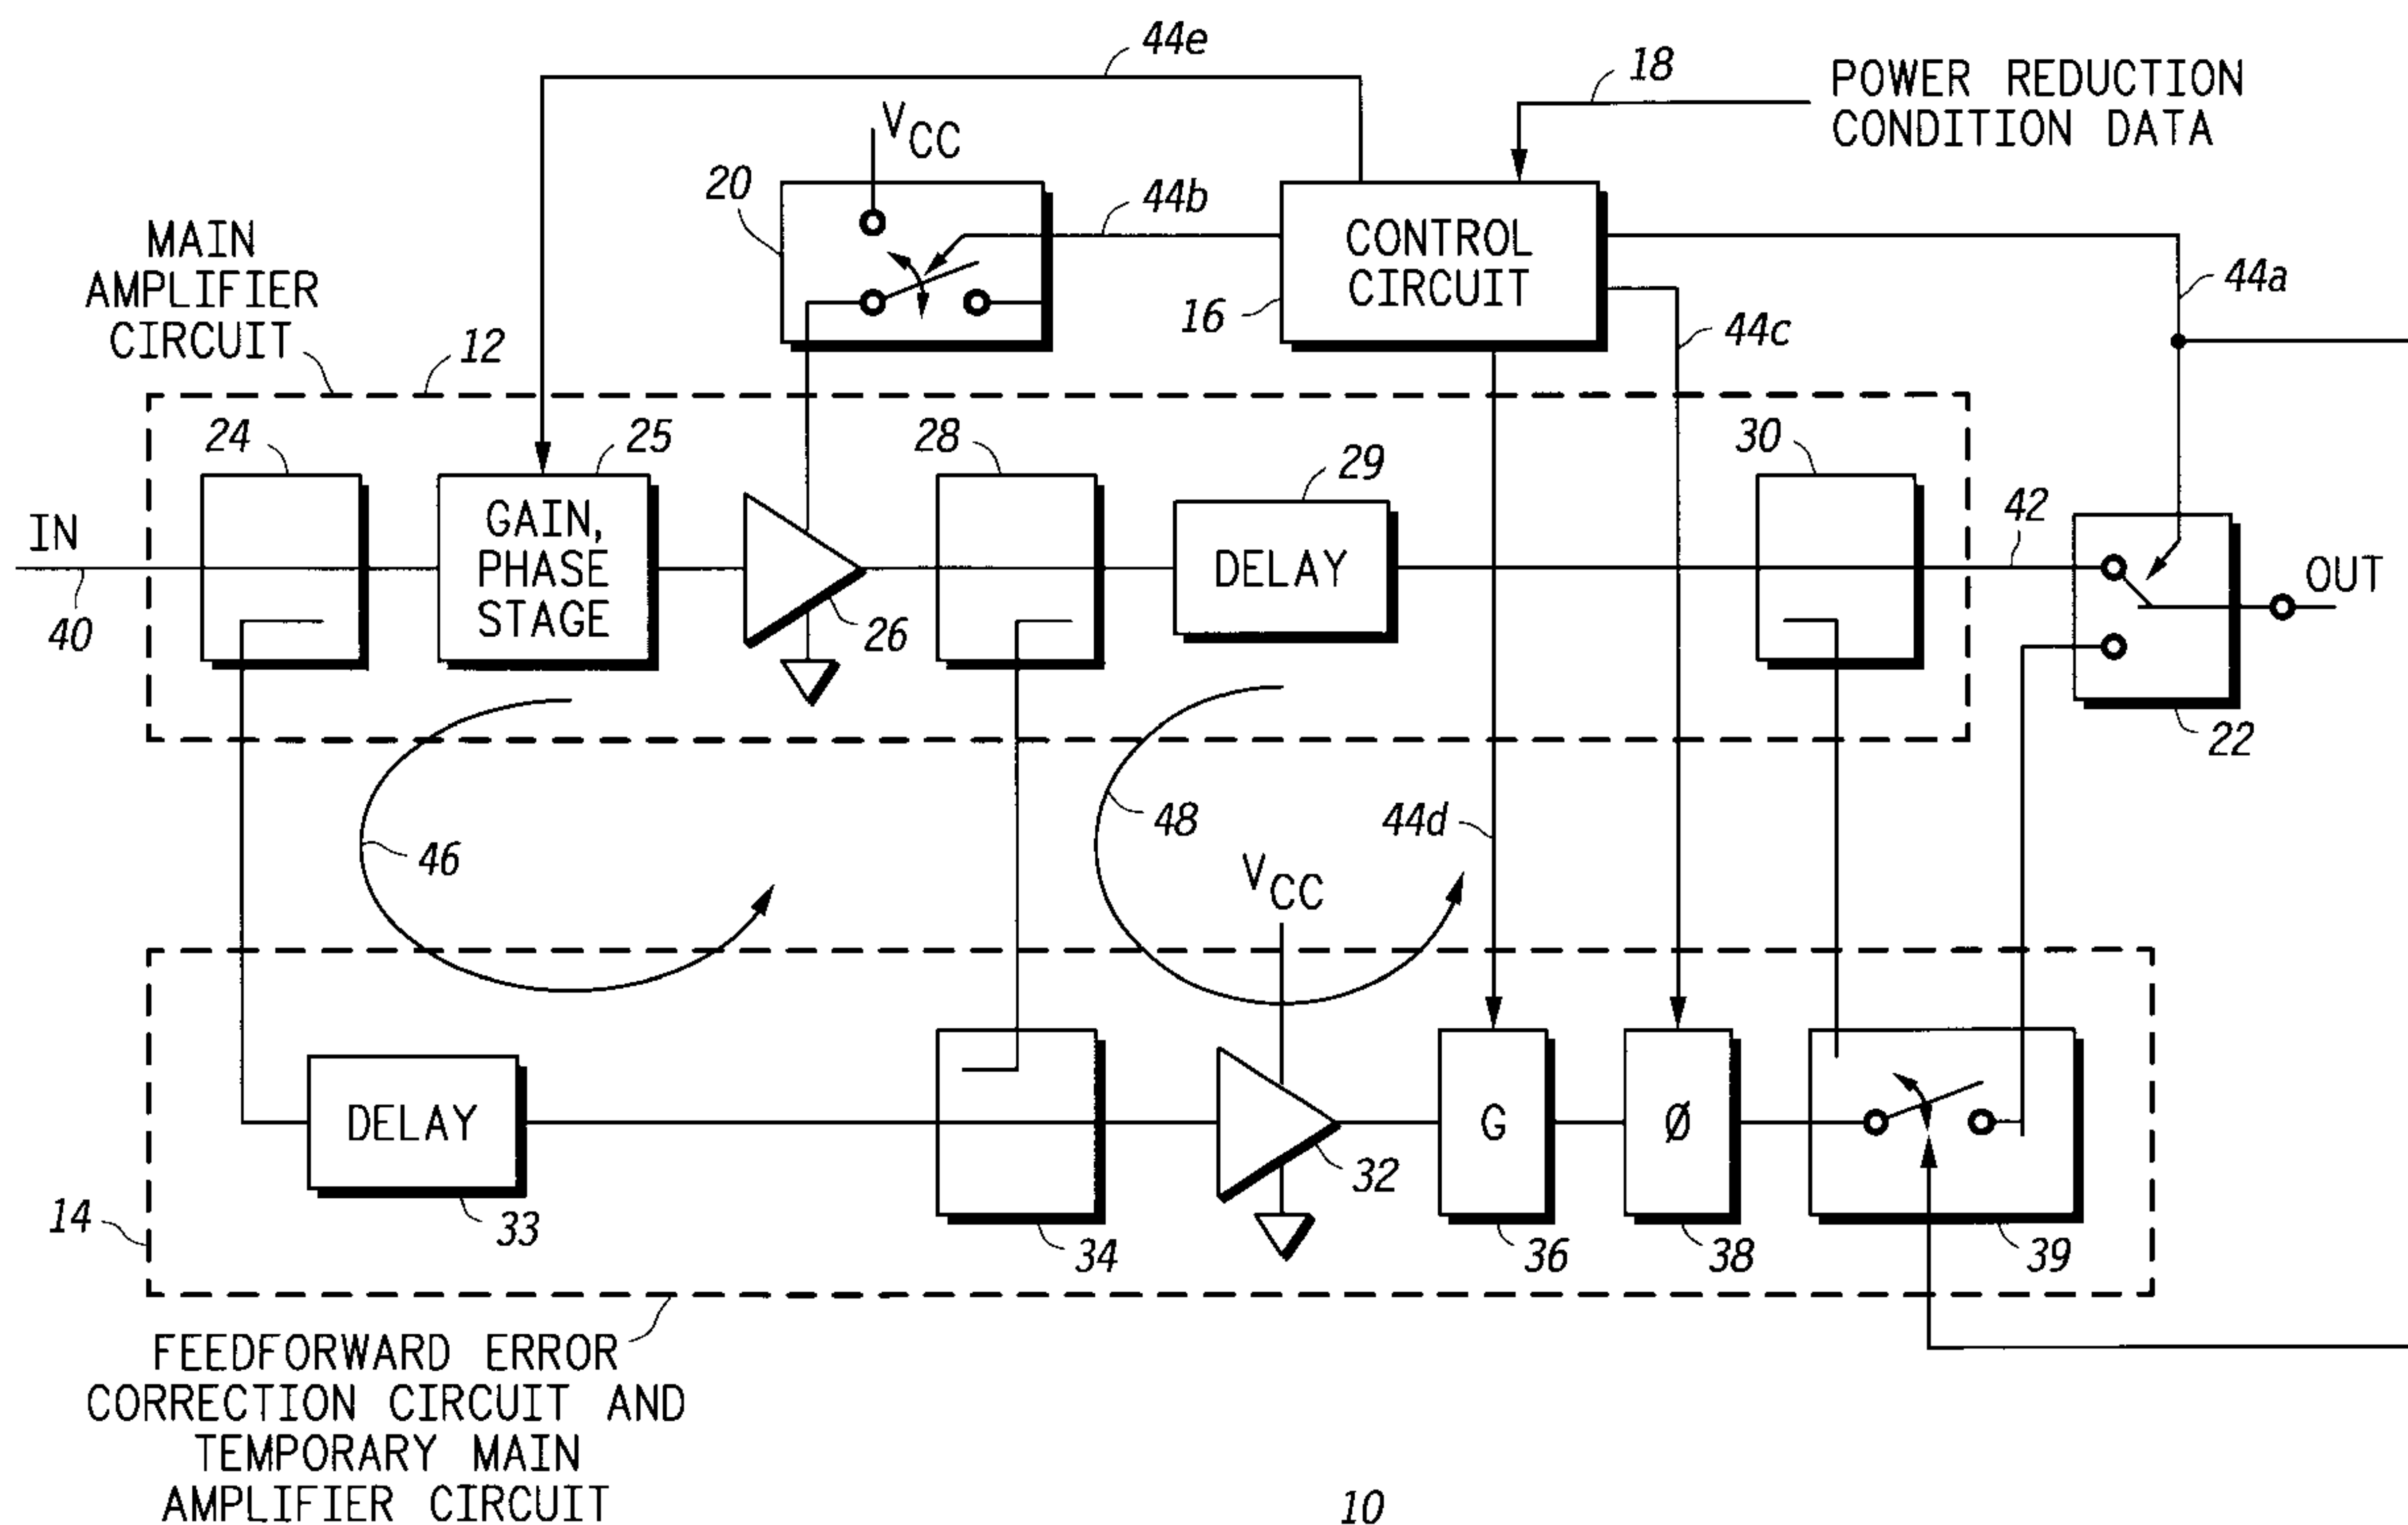 44e
18
POWER REDUCTION
CONDITION DATA
VCC
20
44b
CONTROL
CIRCUIT
16
44a
44c
MAIN
AMPLIFIER
CIRCUIT
12
24
25
28
29
30
IN
40
GAIN,
PHASE
STAGE
26
DELAY
42
OUT
22
46
48
44d
VCC
14
DELAY
33
34
32
G
36
Ø
38
39
FEEDFORWARD ERROR
CORRECTION CIRCUIT AND
TEMPORARY MAIN
AMPLIFIER CIRCUIT
10